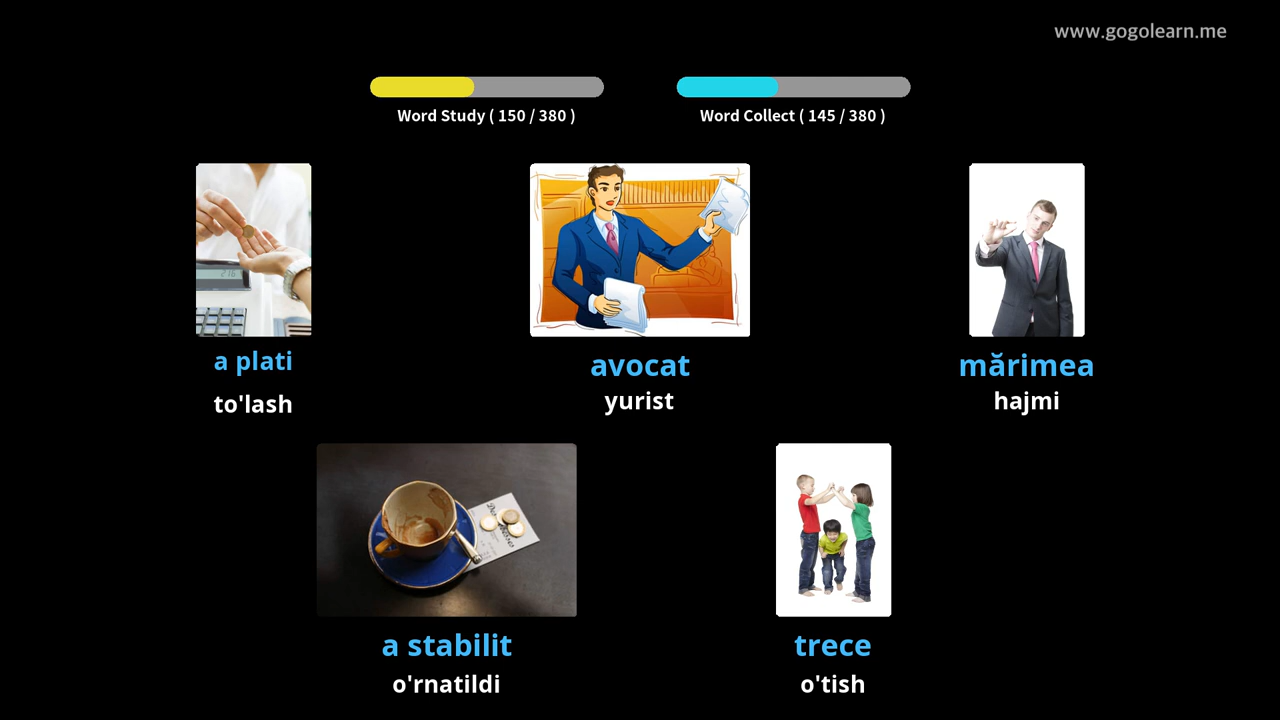 www.gogolearn.me
Word Study ( 150 / 380 )
Word Collect ( 145 / 380 )
a plati
to'lash
avocat
yurist
mărimea
hajmi
a stabilit
o'rnatildi
trece
o'tish